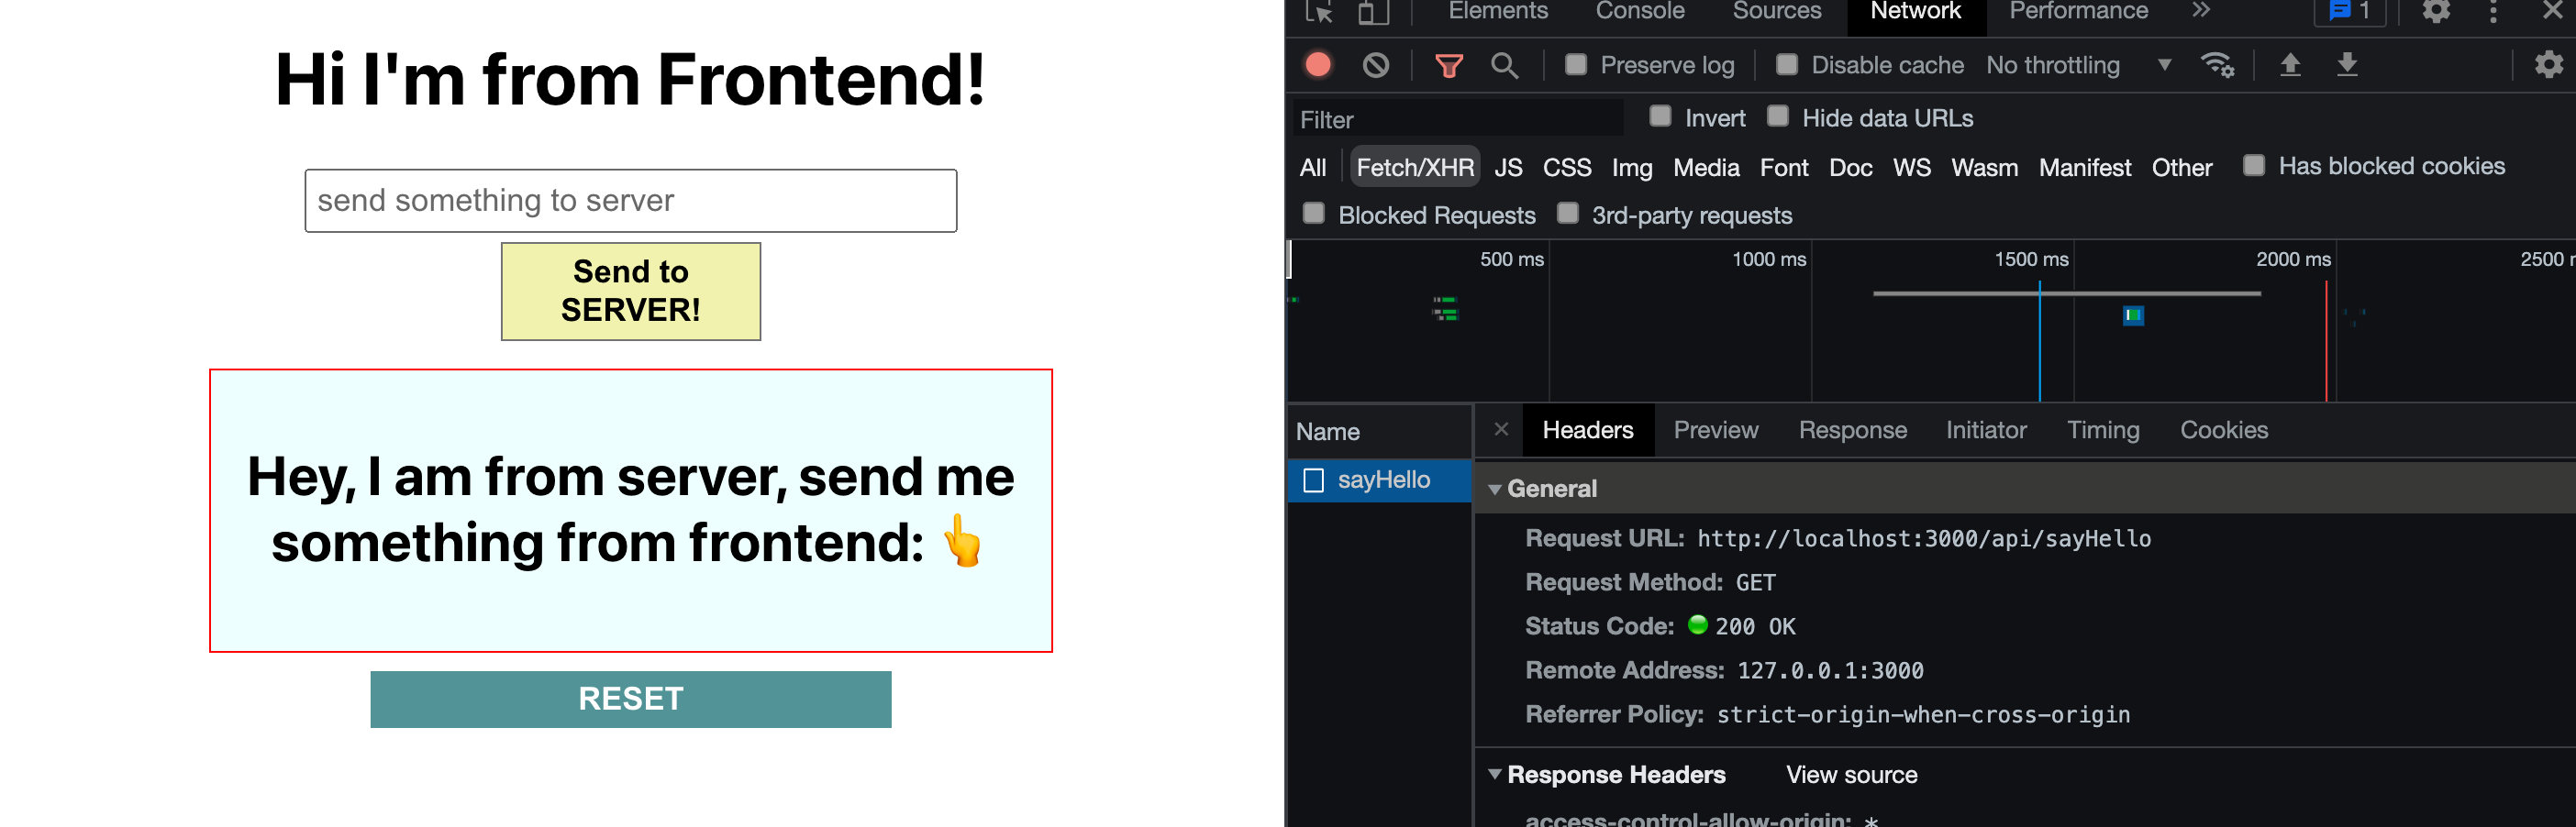 Hi I'm from Frontend!
send something to server
Send to
SERVER!
Hey, I am from server, send me
something from frontend: 👆
RESET
Elements Console Sources Network Performance » 1
Preserve log Disable cache No throttling
Filter Invert Hide data URLs
All Fetch/XHR JS CSS Img Media Font Doc WS Wasm Manifest Other Has blocked cookies
Blocked Requests 3rd-party requests
500 ms 1000 ms 1500 ms 2000 ms 2500
Name
sayHello
× Headers Preview Response Initiator Timing Cookies
General
Request URL: http://localhost:3000/api/sayHello
Request Method: GET
Status Code: 200 OK
Remote Address: 127.0.0.1:3000
Referrer Policy: strict-origin-when-cross-origin
Response Headers View source
access-control-allow-origin: *